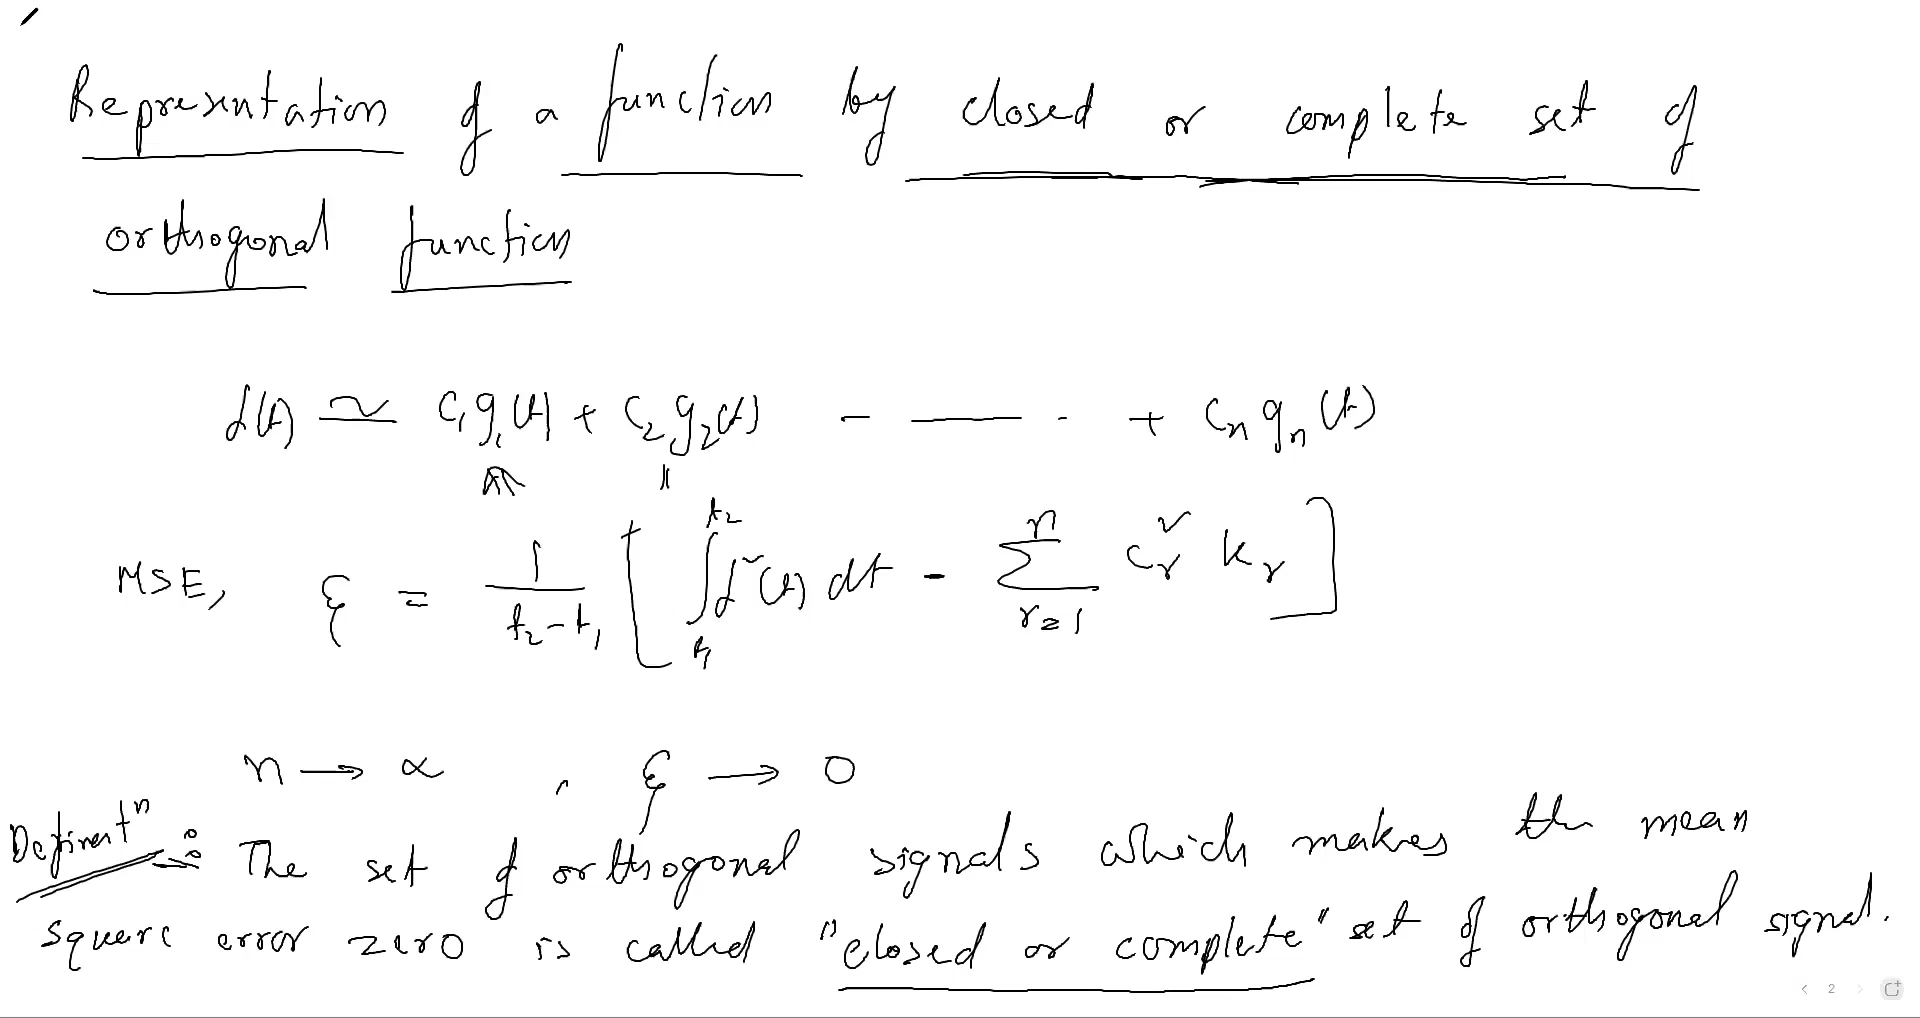 Representation of a function by closed or complete set of
orthogonal function
f(t) ≃ C₁g₁(t) + C₂g₂(t) - — - + Cₙgₙ(t)
MSE, ξ = 1/(t₂-t₁) [ ∫_{t₁}^{t₂} f²(t) dt - Σ_{r=1}^{n} C_r² k_r ]
n → ∝ , ξ → 0
Definitⁿ : The set of orthogonal signals which makes the mean
square error zero is called "closed or complete" set of orthogonal signal.
2